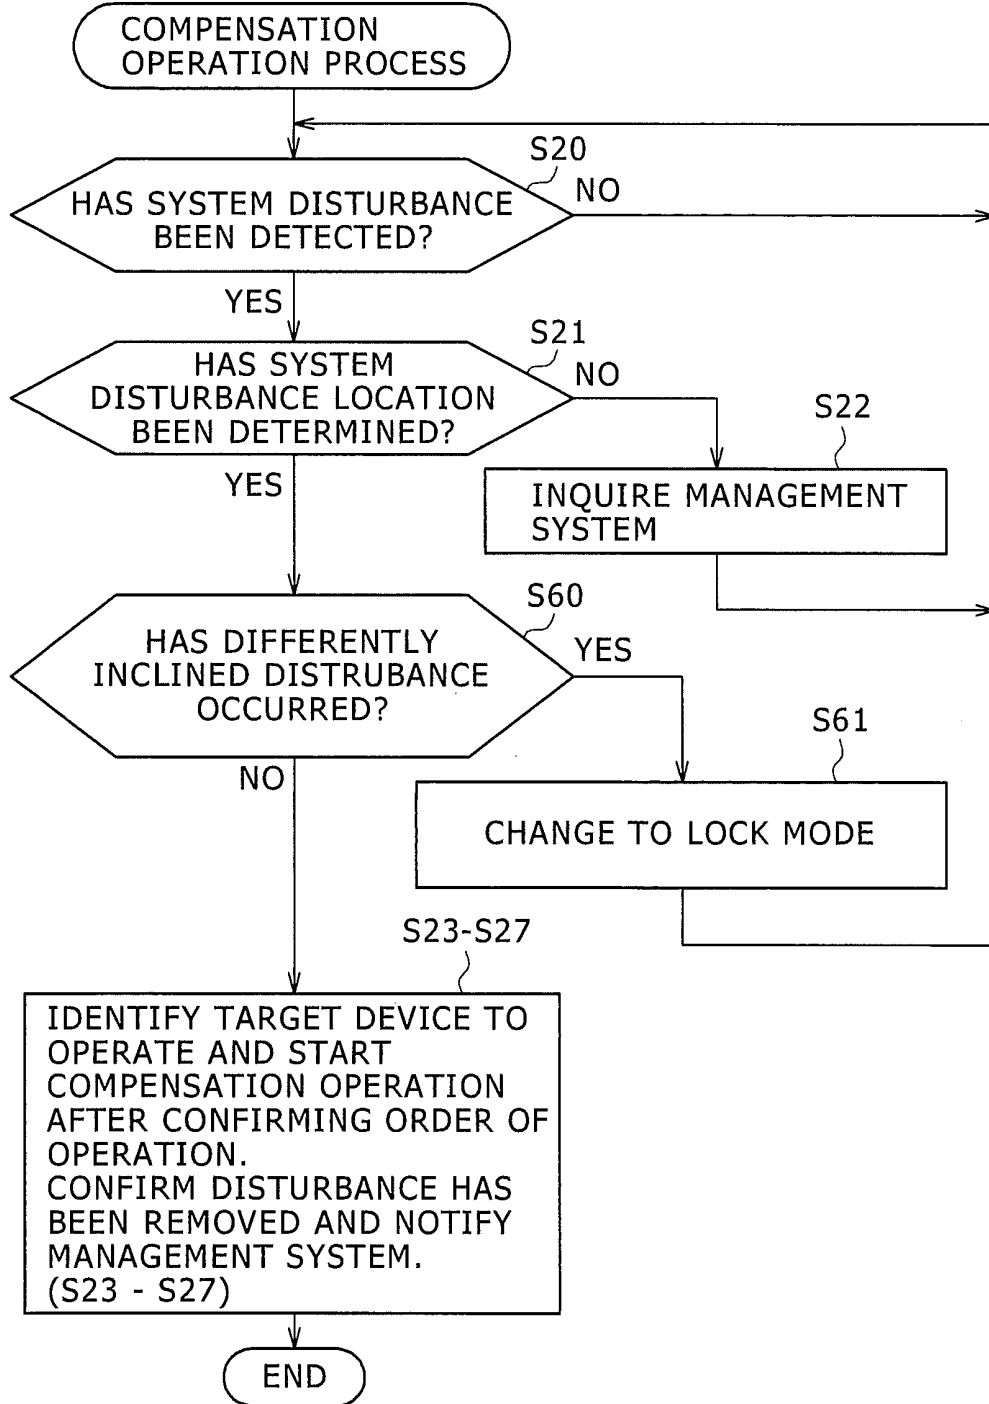 COMPENSATION
OPERATION PROCESS
S20
HAS SYSTEM DISTURBANCE
BEEN DETECTED?
NO
YES
S21
HAS SYSTEM
DISTURBANCE LOCATION
BEEN DETERMINED?
NO
YES
S22
INQUIRE MANAGEMENT
SYSTEM
S60
HAS DIFFERENTLY
INCLINED DISTRUBANCE
OCCURRED?
YES
NO
S61
CHANGE TO LOCK MODE
S23-S27
IDENTIFY TARGET DEVICE TO
OPERATE AND START
COMPENSATION OPERATION
AFTER CONFIRMING ORDER OF
OPERATION.
CONFIRM DISTURBANCE HAS
BEEN REMOVED AND NOTIFY
MANAGEMENT SYSTEM.
(S23 - S27)
END